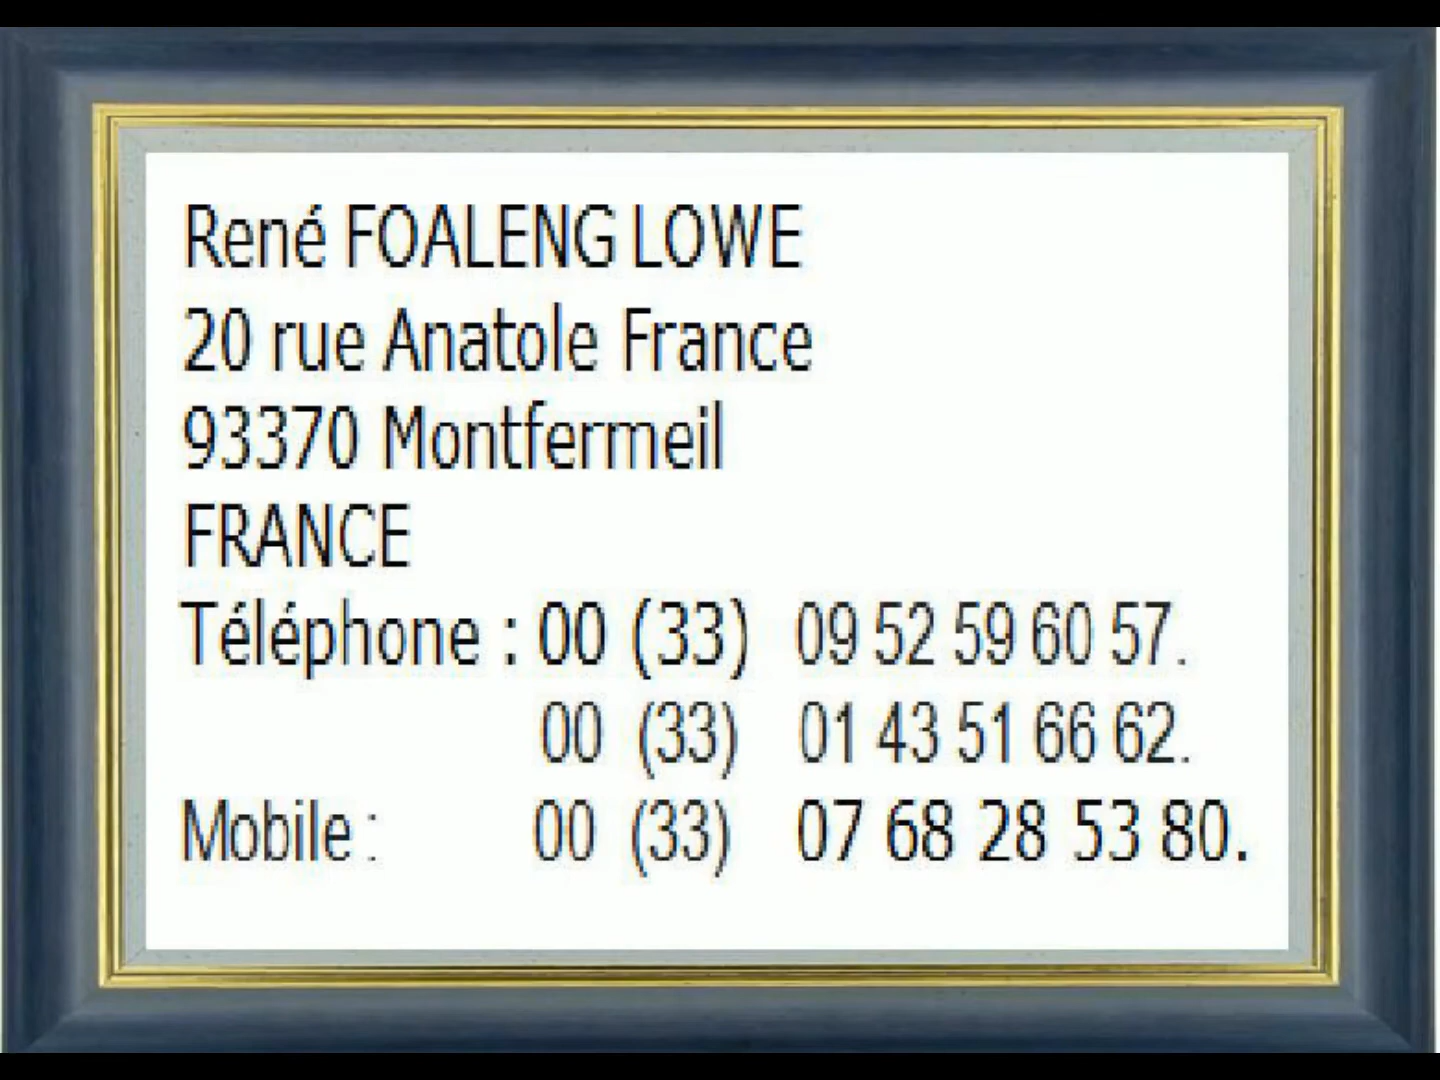 René FOALENG LOWE
20 rue Anatole France
93370 Montfermeil
FRANCE
Téléphone : 00 (33) 09 52 59 60 57.
00 (33) 01 43 51 66 62.
Mobile : 00 (33) 07 68 28 53 80.